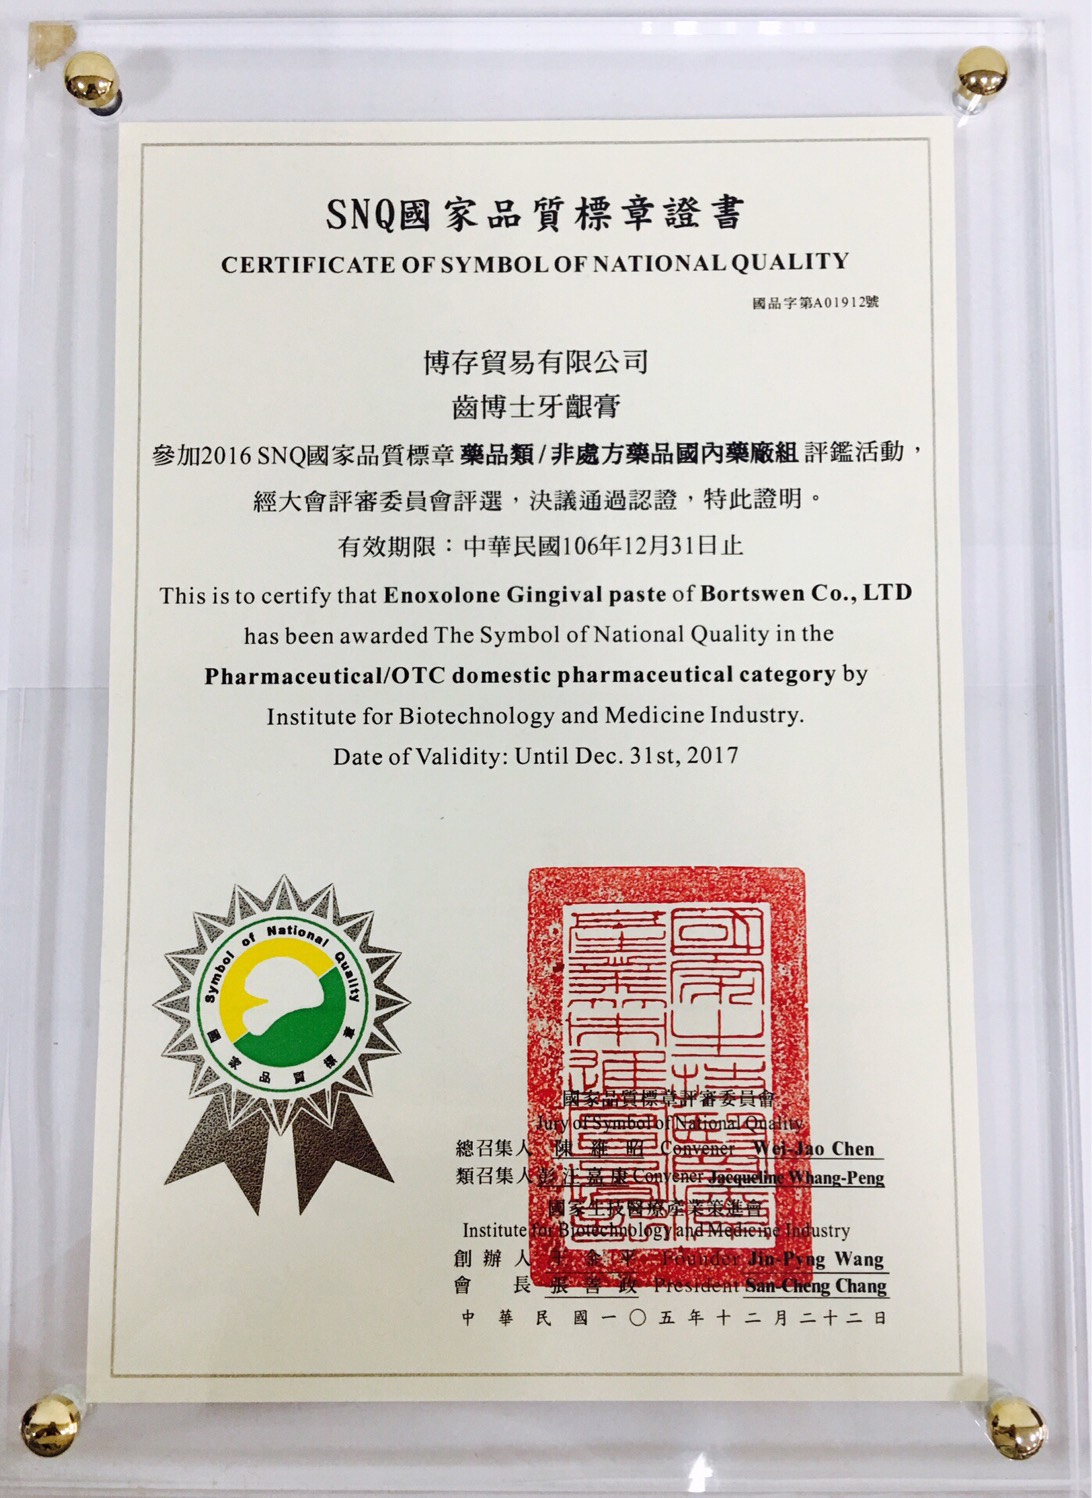 SNQ國家品質標章證書
CERTIFICATE OF SYMBOL OF NATIONAL QUALITY
國品字第A01912號
博存貿易有限公司
齒博士牙齦膏
參加2016 SNQ國家品質標章 藥品類/非處方藥品國內藥廠組 評鑑活動，
經大會評審委員會評選，決議通過認證，特此證明。
有效期限：中華民國106年12月31日止
This is to certify that Enoxolone Gingival paste of Bortswen Co., LTD
has been awarded The Symbol of National Quality in the
Pharmaceutical/OTC domestic pharmaceutical category by
Institute for Biotechnology and Medicine Industry.
Date of Validity: Until Dec. 31st, 2017
Symbol of National Quality
國家品質標章
國家品質標章評審委員會
Jury of Symbol of National Quality
總召集人 陳維昭 Convener Wei-Jao Chen
類召集人彭汪嘉康 Convener Jacqueline Whang-Peng
國家生技醫療產業策進會
Institute for Biotechnology and Medicine Industry
創辦人 王金平 Founder Jin-Pyng Wang
會長 張善政 President San-Cheng Chang
中華民國一〇五年十二月二十二日